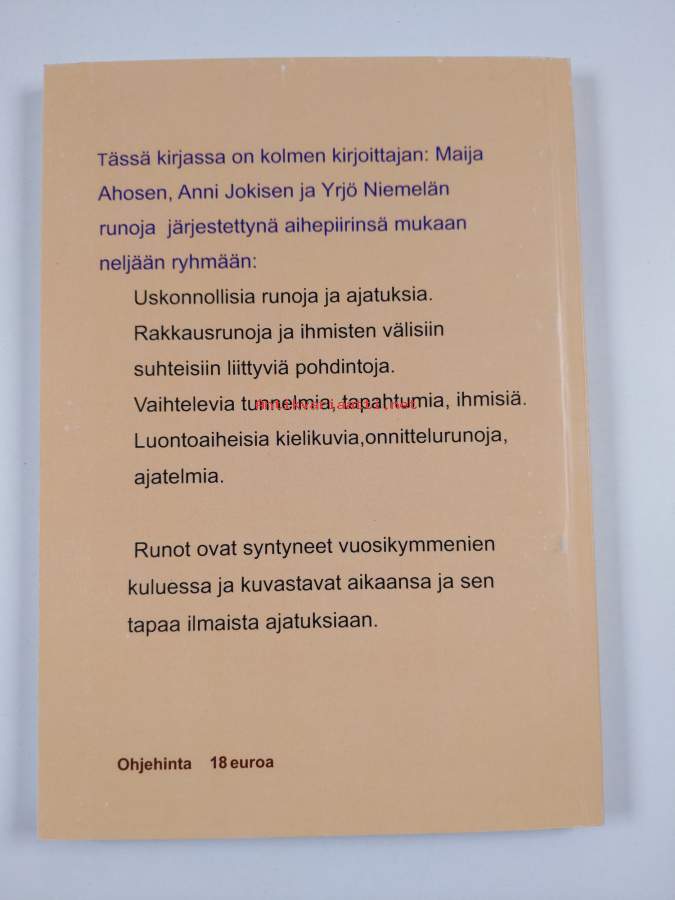 Tässä kirjassa on kolmen kirjoittajan: Maija
Ahosen, Anni Jokisen ja Yrjö Niemelän
runoja järjestettynä aihepiirinsä mukaan
neljään ryhmään:
Uskonnollisia runoja ja ajatuksia.
Rakkausrunoja ja ihmisten välisiin
suhteisiin liittyviä pohdintoja.
Vaihtelevia tunnelmia, tapahtumia, ihmisiä.
Antikvariaatti.net
Luontoaiheisia kielikuvia,onnittelurunoja,
ajatelmia.
Runot ovat syntyneet vuosikymmenien
kuluessa ja kuvastavat aikaansa ja sen
tapaa ilmaista ajatuksiaan.
Ohjehinta 18 euroa